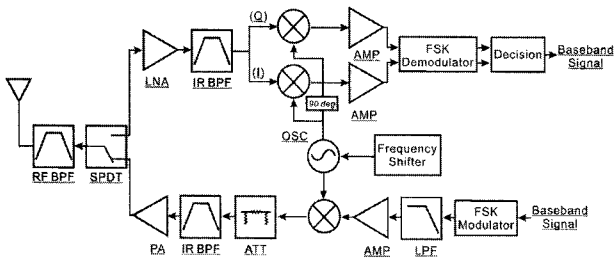 (Q)
AMP
FSK
Demodulator
Decision
Baseband
Signal
LNA
IR BPF
(I)
90 deg
AMP
OSC
Frequency
Shifter
RF BPF
SPDT
PA
IR BPF
ATT
AMP
LPF
FSK
Modulator
Baseband
Signal